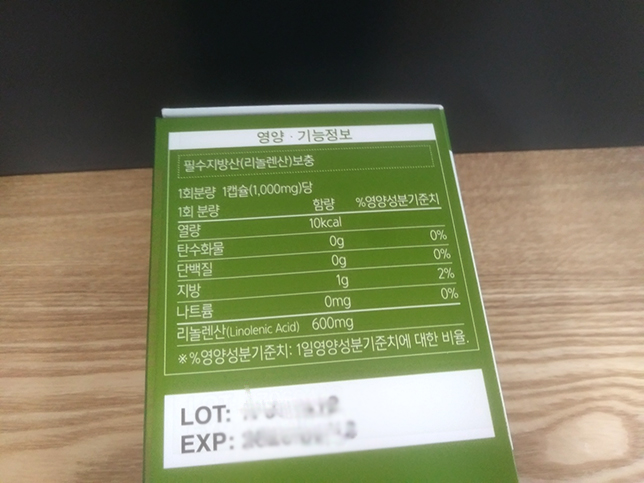 영양 · 기능정보
필수지방산(리놀렌산)보충
1회분량 1캡슐(1,000mg)당
1회 분량 함량 %영양성분기준치
열량 10kcal
탄수화물 0g 0%
단백질 0g 0%
지방 1g 2%
나트륨 0mg 0%
리놀렌산(Linolenic Acid) 600mg
※%영양성분기준치: 1일영양성분기준치에 대한 비율.
LOT:
EXP: